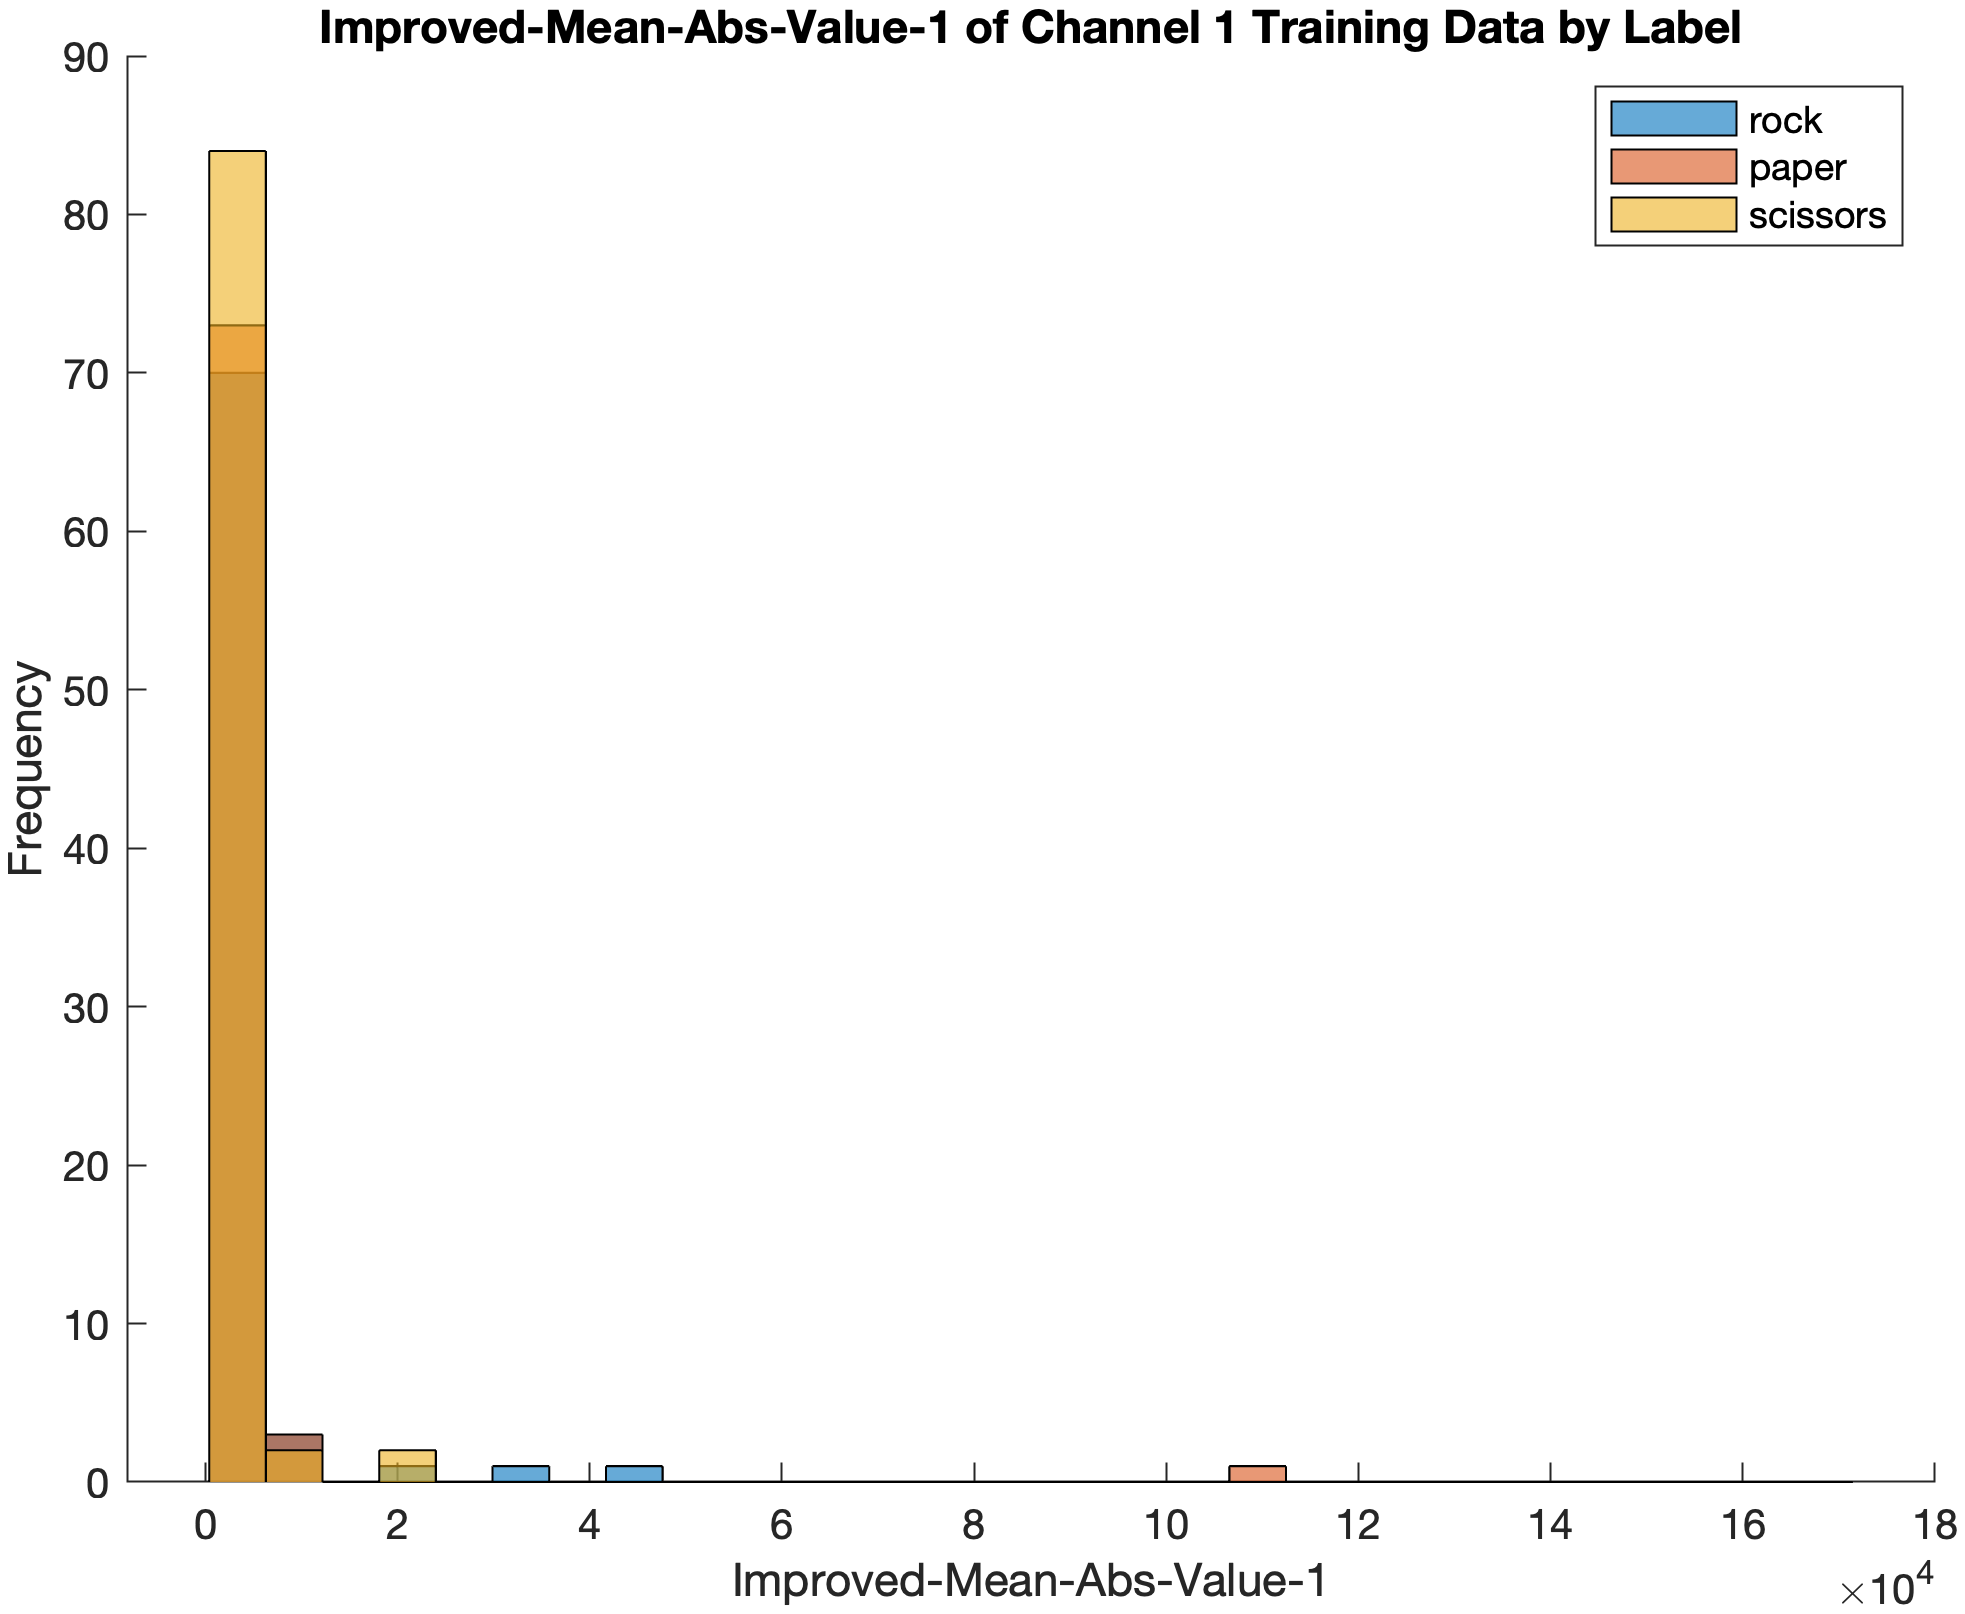 Improved-Mean-Abs-Value-1 of Channel 1 Training Data by Label
rock
paper
scissors
90
80
70
60
50
40
30
20
10
0
Frequency
0 2 4 6 8 10 12 14 16 18
Improved-Mean-Abs-Value-1
×10⁴